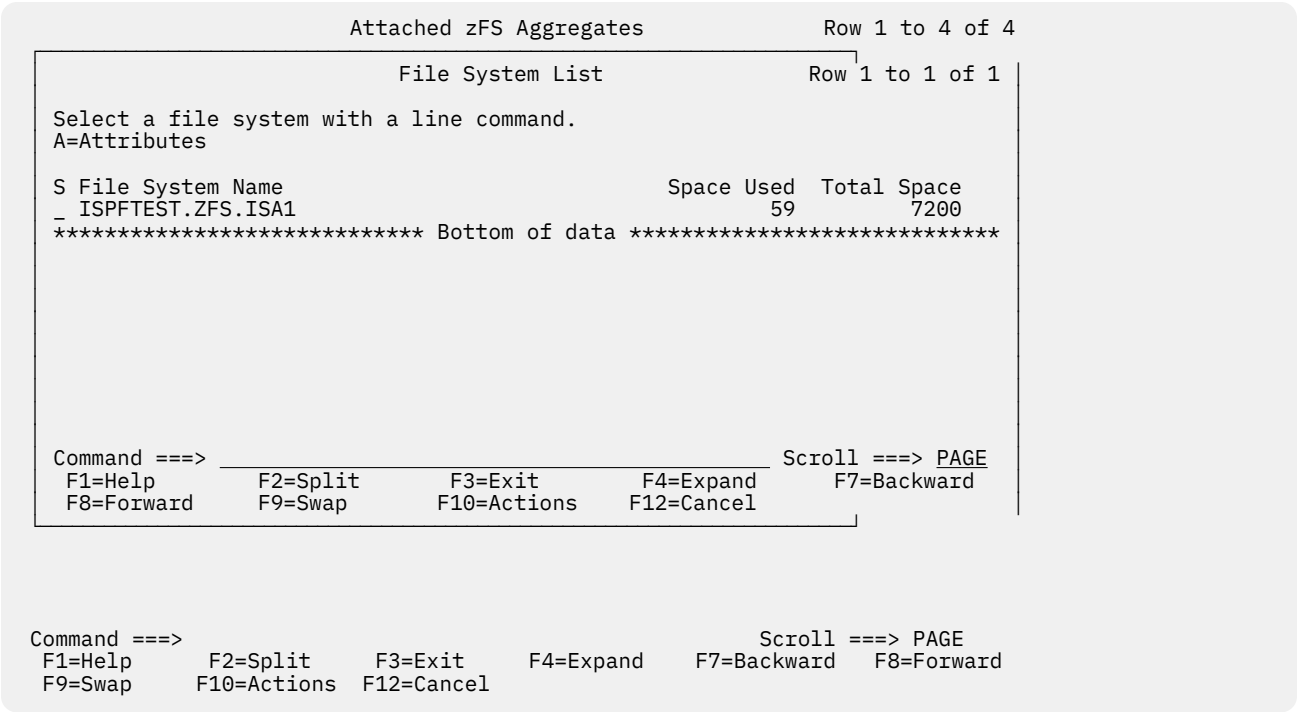 Attached zFS Aggregates Row 1 to 4 of 4
File System List Row 1 to 1 of 1
Select a file system with a line command.
A=Attributes
S File System Name Space Used Total Space
_ ISPFTEST.ZFS.ISA1 59 7200
***************************** Bottom of data *****************************
Command ===> ___________________________________________ Scroll ===> PAGE
F1=Help F2=Split F3=Exit F4=Expand F7=Backward
F8=Forward F9=Swap F10=Actions F12=Cancel
Command ===> Scroll ===> PAGE
F1=Help F2=Split F3=Exit F4=Expand F7=Backward F8=Forward
F9=Swap F10=Actions F12=Cancel